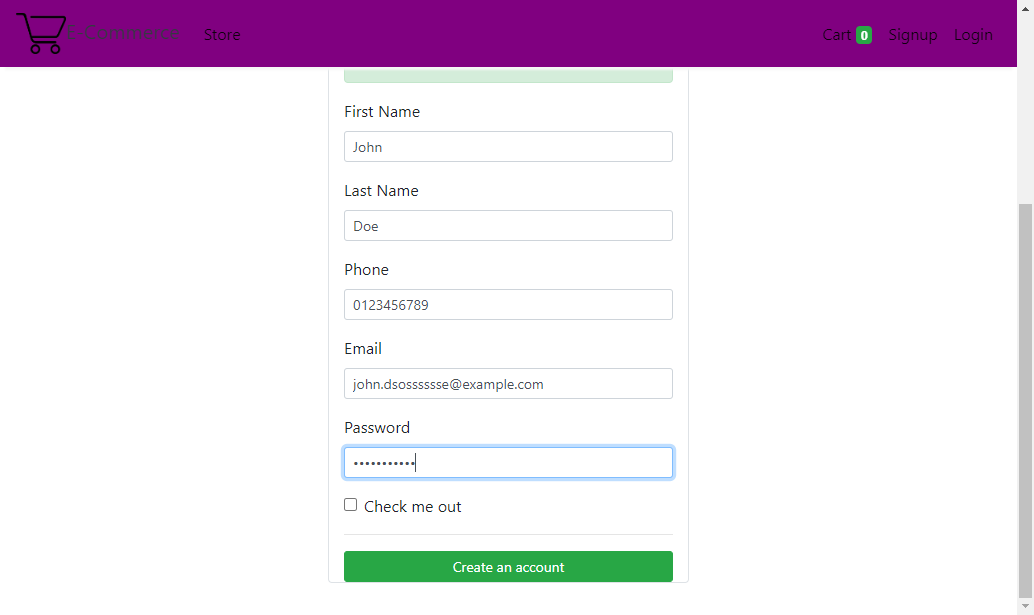 E-Commerce
Store
Cart 0
Signup
Login
First Name
John
Last Name
Doe
Phone
0123456789
Email
john.dsosssssse@example.com
Password
•••••••••••
Check me out
Create an account